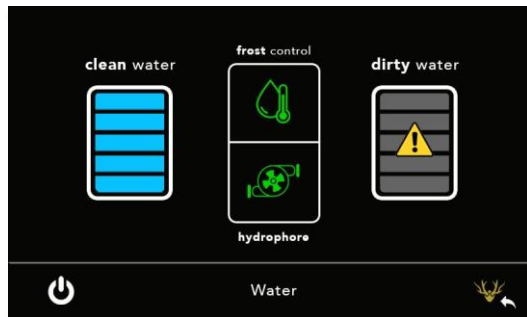 frost control
clean water
dirty water
hydrophore
Water